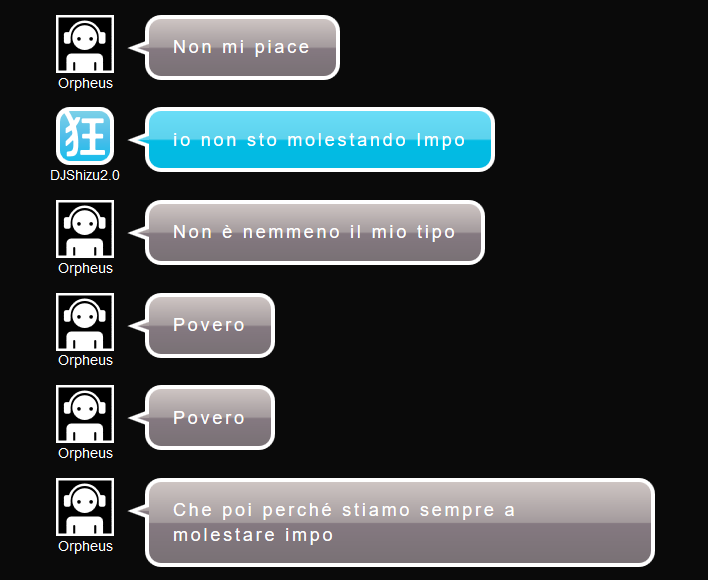 Non mi piace
Orpheus
io non sto molestando Impo
狂
DJShizu2.0
Non è nemmeno il mio tipo
Orpheus
Povero
Orpheus
Povero
Orpheus
Che poi perché stiamo sempre a
molestare impo
Orpheus